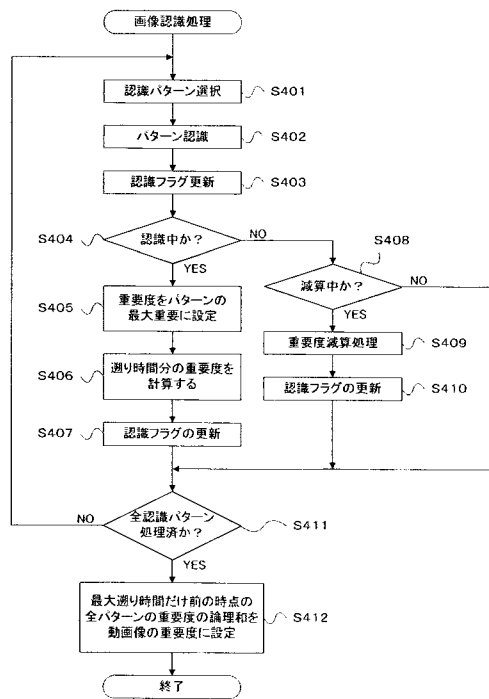 画像認識処理
認識パターン選択
S401
パターン認識
S402
認識フラグ更新
S403
S404
認識中か？
NO
YES
S408
減算中か？
NO
YES
S405
重要度をパターンの
最大重要に設定
重要度減算処理
S409
S406
遡り時間分の重要度を
計算する
認識フラグの更新
S410
S407
認識フラグの更新
NO
全認識パターン
処理済か？
S411
YES
最大遡り時間だけ前の時点の
全パターンの重要度の論理和を
動画像の重要度に設定
S412
終了